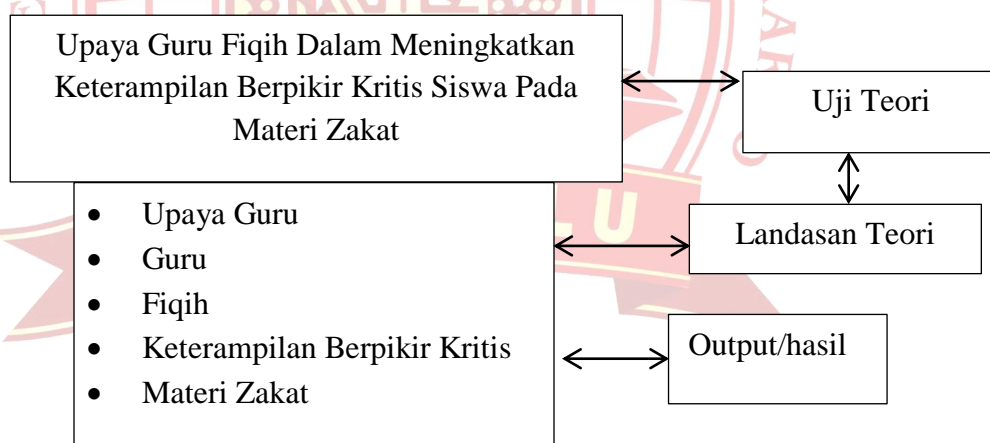 Upaya Guru Fiqih Dalam Meningkatkan
Keterampilan Berpikir Kritis Siswa Pada
Materi Zakat
Uji Teori
• Upaya Guru
• Guru
• Fiqih
• Keterampilan Berpikir Kritis
• Materi Zakat
Landasan Teori
Output/hasil